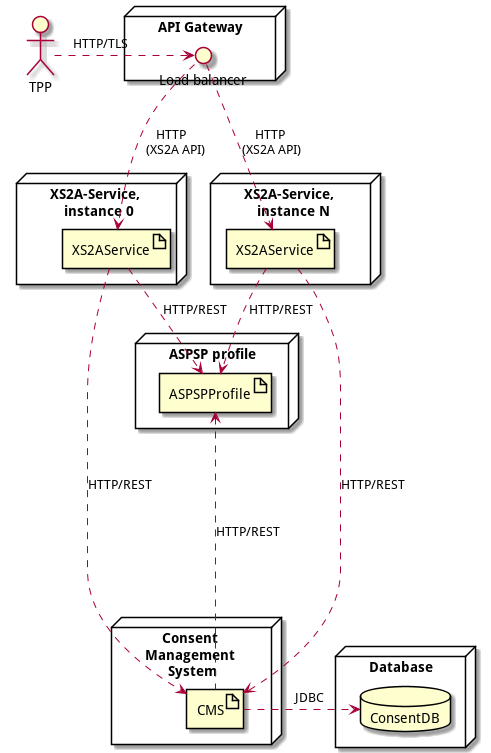 API Gateway
HTTP/TLS
TPP
Load balancer
HTTP
(XS2A API)
HTTP
(XS2A API)
XS2A-Service,
instance 0
XS2A-Service,
instance N
XS2AService
XS2AService
HTTP/REST
HTTP/REST
ASPSP profile
ASPSPProfile
HTTP/REST
HTTP/REST
HTTP/REST
Consent
Management
System
CMS
JDBC
Database
ConsentDB